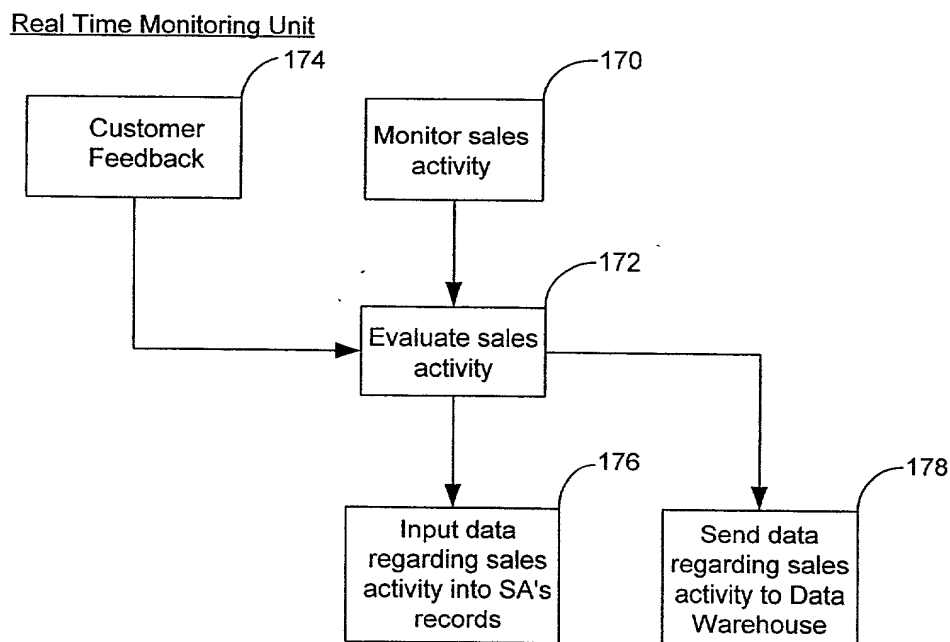 Real Time Monitoring Unit
174
170
Customer
Feedback
Monitor sales
activity
172
Evaluate sales
activity
176
178
Input data
regarding sales
activity into SA's
records
Send data
regarding sales
activity to Data
Warehouse